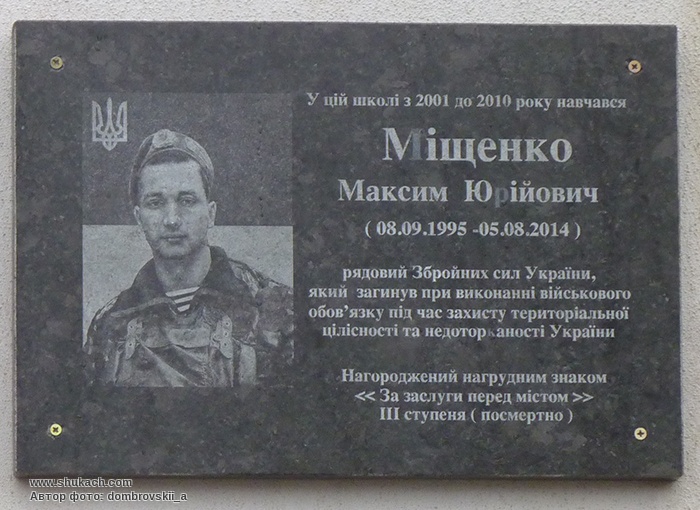 У цій школі з 2001 до 2010 року навчався
Міщенко
Максим Юрійович
( 08.09.1995 -05.08.2014 )
рядовий Збройних сил України,
який загинув при виконанні військового
обов’язку під час захисту територіальної
цілісності та недоторканості України
Нагороджений нагрудним знаком
<< За заслуги перед містом >>
III ступеня ( посмертно )
www.shukach.com
Автор фото: dombrovskii_a